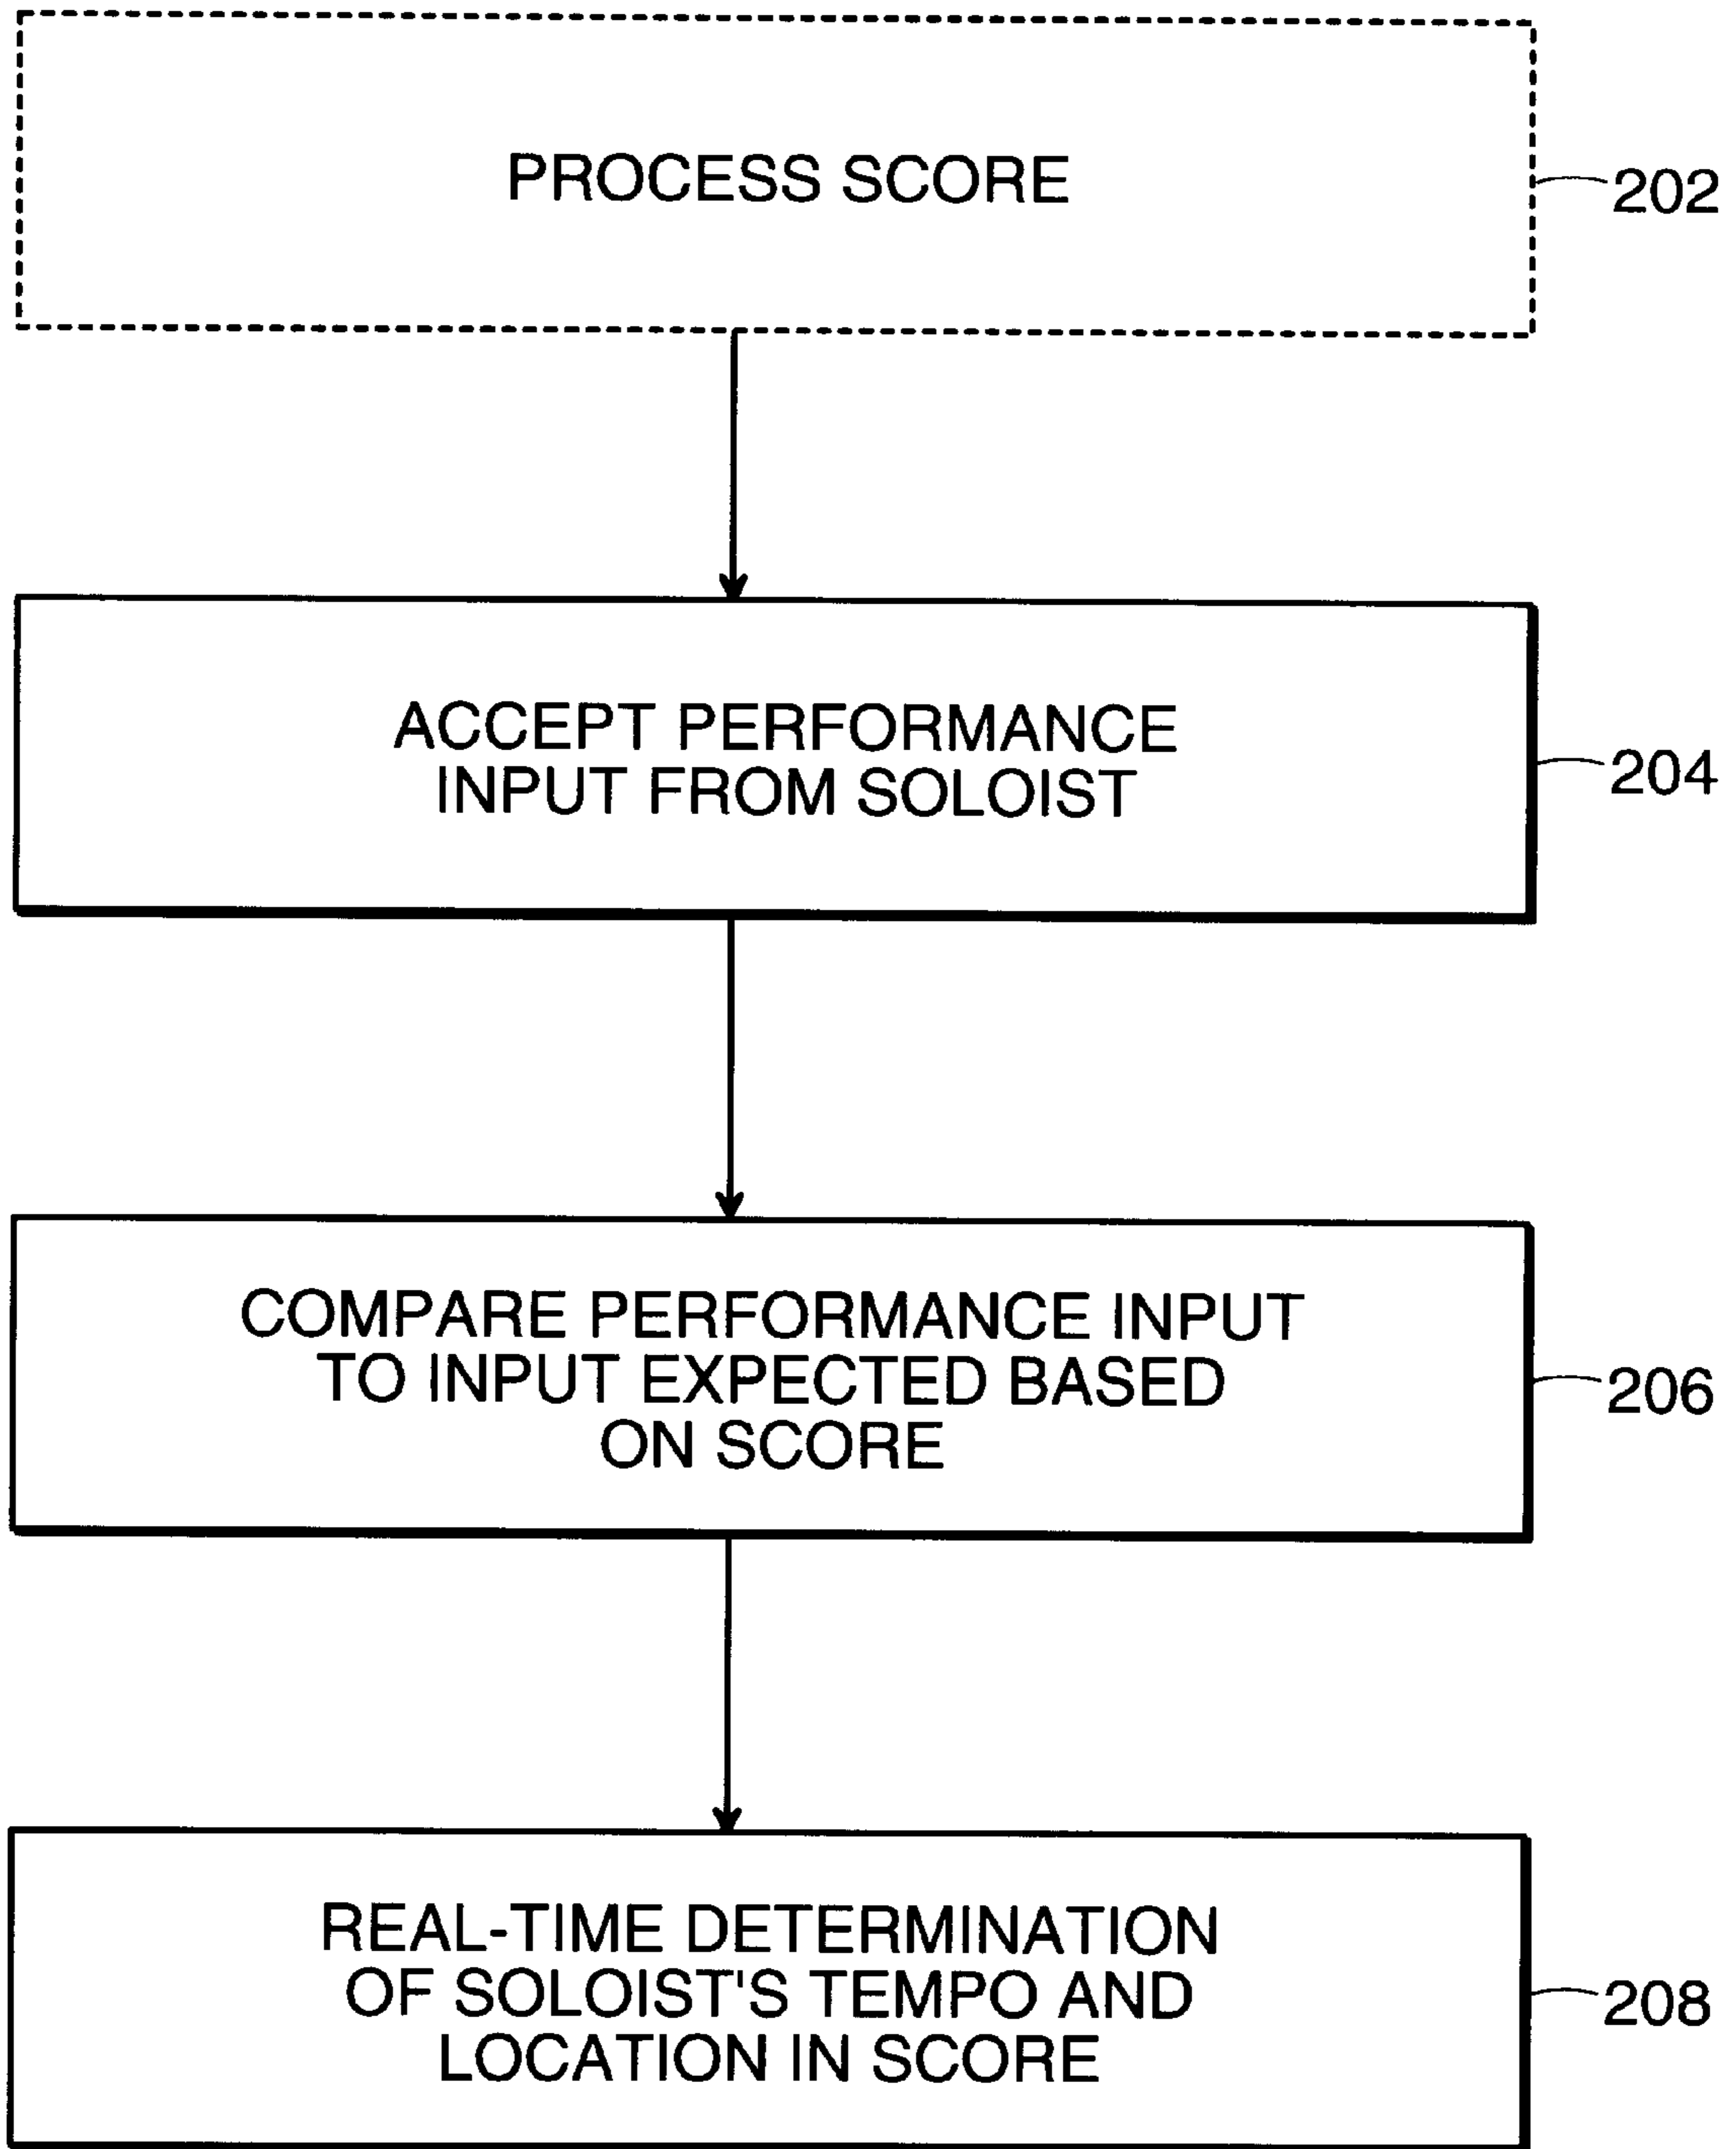 PROCESS SCORE
202
ACCEPT PERFORMANCE
INPUT FROM SOLOIST
204
COMPARE PERFORMANCE INPUT
TO INPUT EXPECTED BASED
ON SCORE
206
REAL-TIME DETERMINATION
OF SOLOIST'S TEMPO AND
LOCATION IN SCORE
208